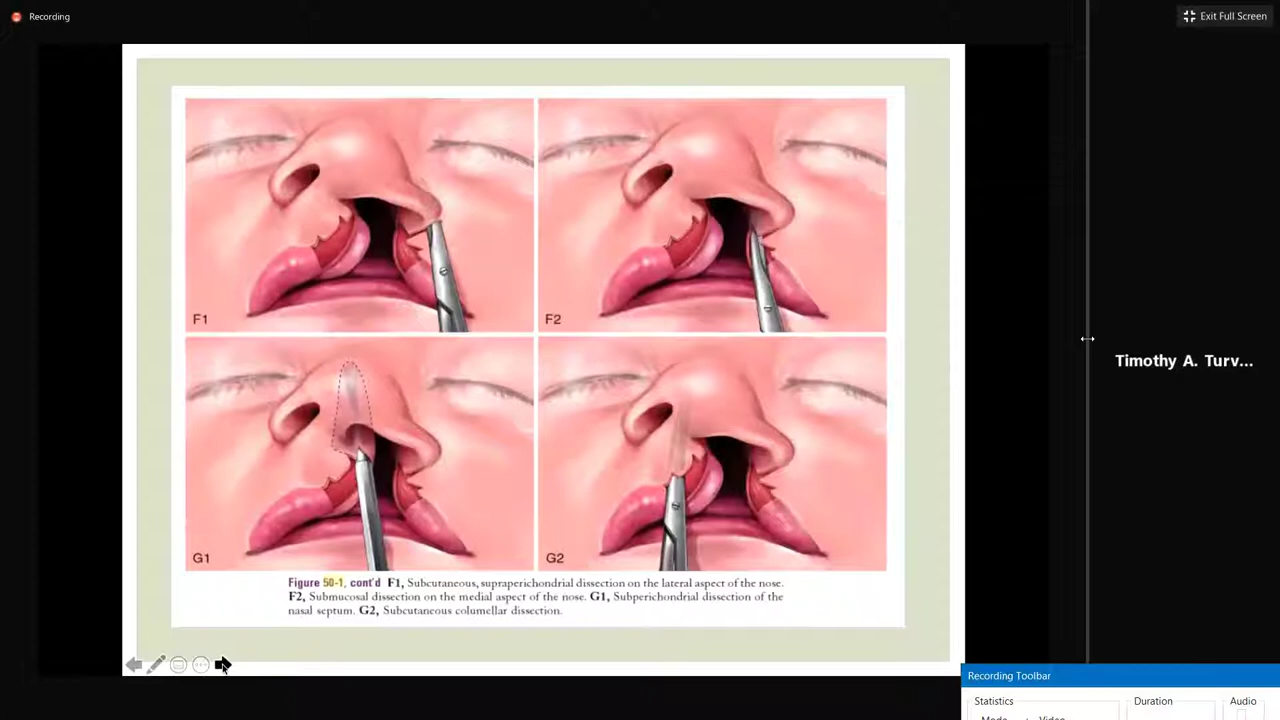 Recording
Exit Full Screen
F1
F2
G1
G2
Figure 50-1, cont'd F1, Subcutaneous, supraperichondrial dissection on the lateral aspect of the nose.
F2, Submucosal dissection on the medial aspect of the nose. G1, Subperichondrial dissection of the
nasal septum. G2, Subcutaneous columellar dissection.
Timothy A. Turv...
Recording Toolbar
Statistics
Duration
Audio
Mode
Video